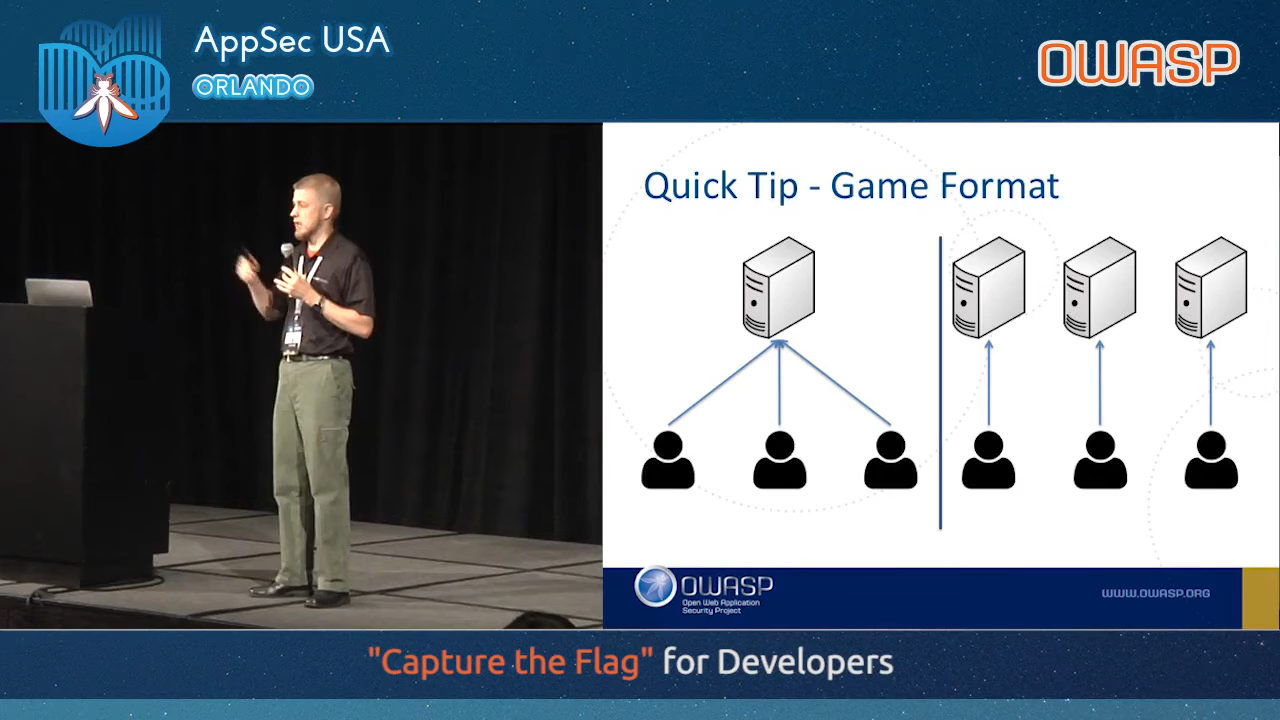 AppSec USA
ORLANDO
OWASP
Quick Tip - Game Format
OWASP
Open Web Application
Security Project
WWW.OWASP.ORG
"Capture the Flag" for Developers